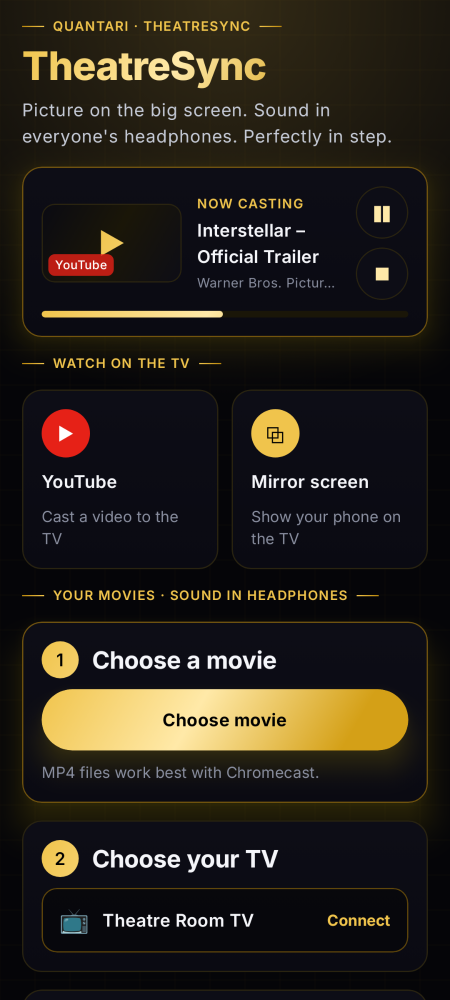 QUANTARI · THEATRESYNC
TheatreSync
Picture on the big screen. Sound in
everyone's headphones. Perfectly in step.
NOW CASTING
Interstellar –
Official Trailer
Warner Bros. Pictur...
YouTube
WATCH ON THE TV
YouTube
Cast a video to the
TV
Mirror screen
Show your phone on
the TV
YOUR MOVIES · SOUND IN HEADPHONES
1
Choose a movie
Choose movie
MP4 files work best with Chromecast.
2
Choose your TV
Theatre Room TV
Connect